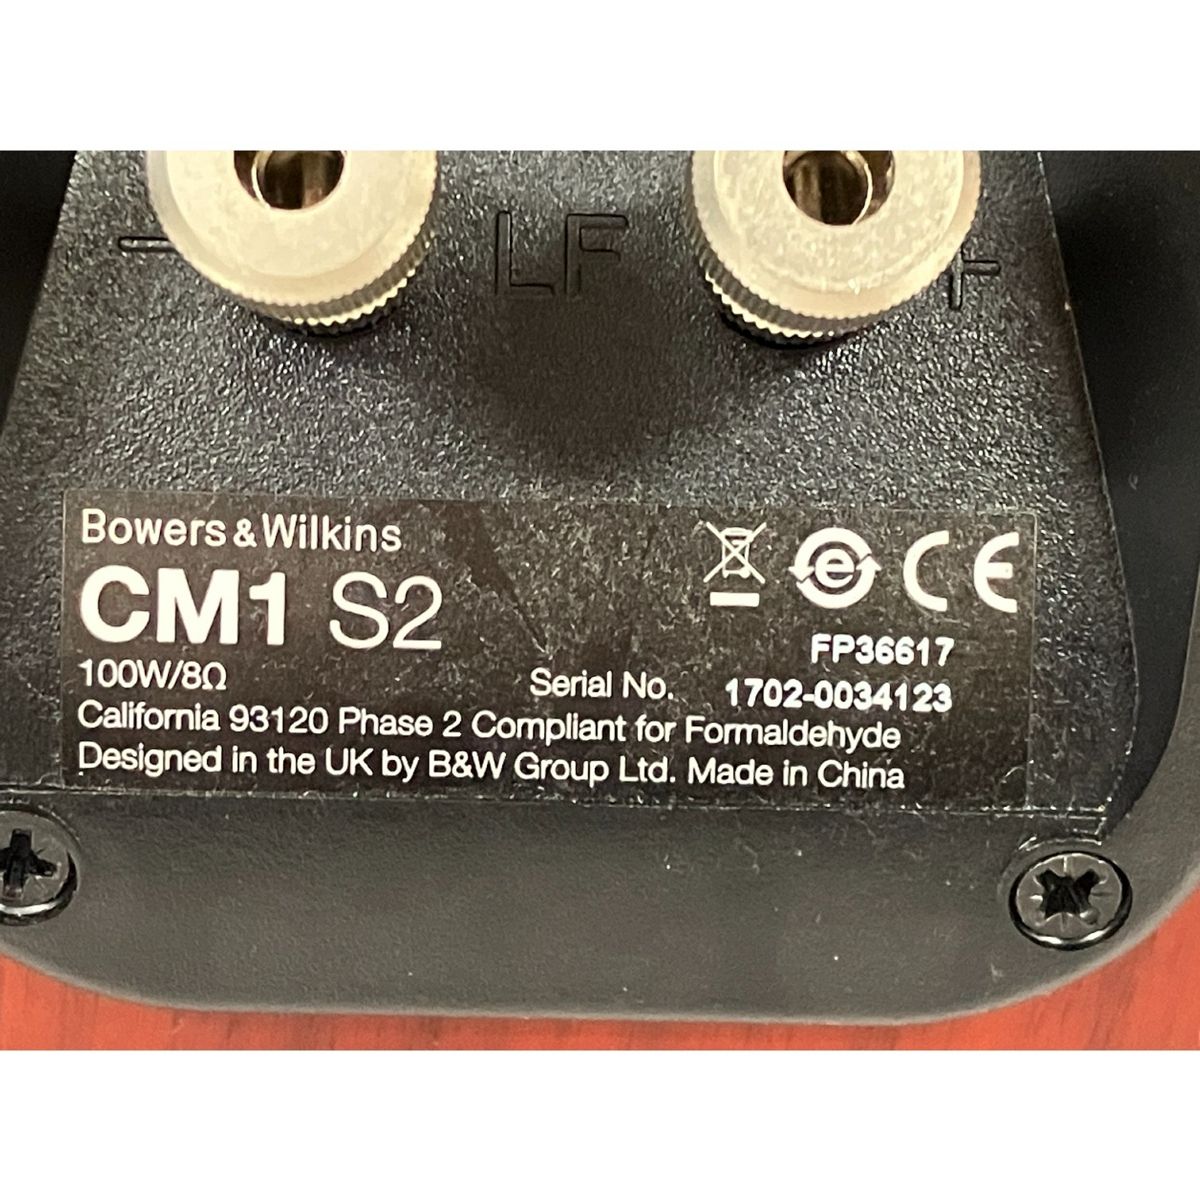 - LF +
Bowers & Wilkins
CM1 S2
CE
FP36617
100W/8Ω
Serial No. 1702-0034123
California 93120 Phase 2 Compliant for Formaldehyde
Designed in the UK by B&W Group Ltd. Made in China